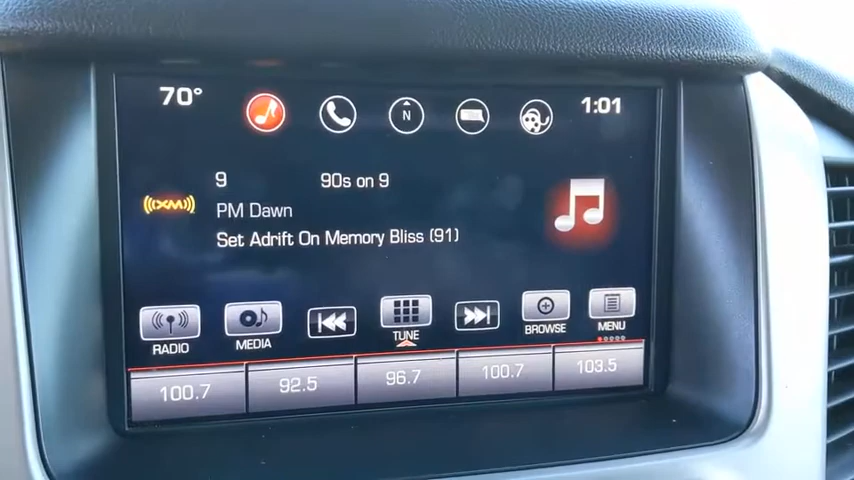 70°
N
1:01
9
90s on 9
((XM))
PM Dawn
Set Adrift On Memory Bliss (91)
RADIO
MEDIA
TUNE
BROWSE
MENU
100.7
92.5
96.7
100.7
103.5